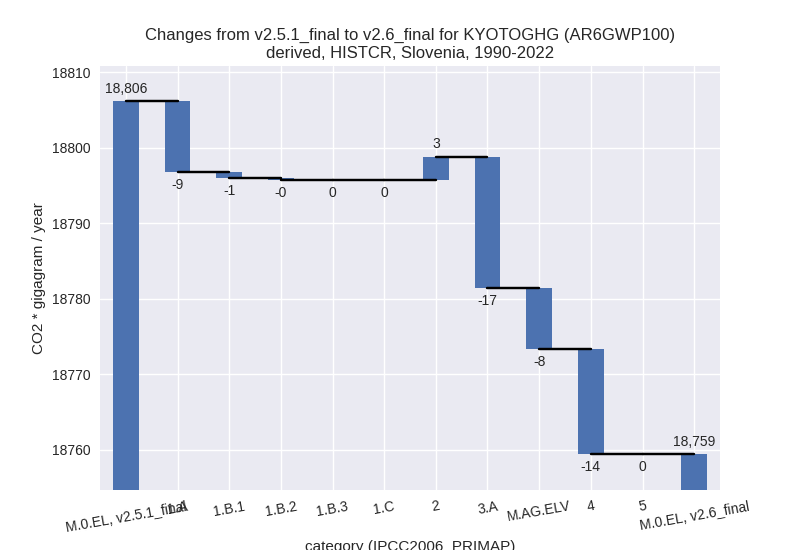 Changes from v2.5.1_final to v2.6_final for KYOTOGHG (AR6GWP100)
derived, HISTCR, Slovenia, 1990-2022
CO2 * gigagram / year
18810
18800
18790
18780
18770
18760
18,806
-9
-1
-0
0
0
3
-17
-8
-14
0
18,759
M.0.EL, v2.5.1_final
1.A
1.B.1
1.B.2
1.B.3
1.C
2
3.A
M.AG.ELV
4
5
M.0.EL, v2.6_final
category (IPCC2006_PRIMAP)